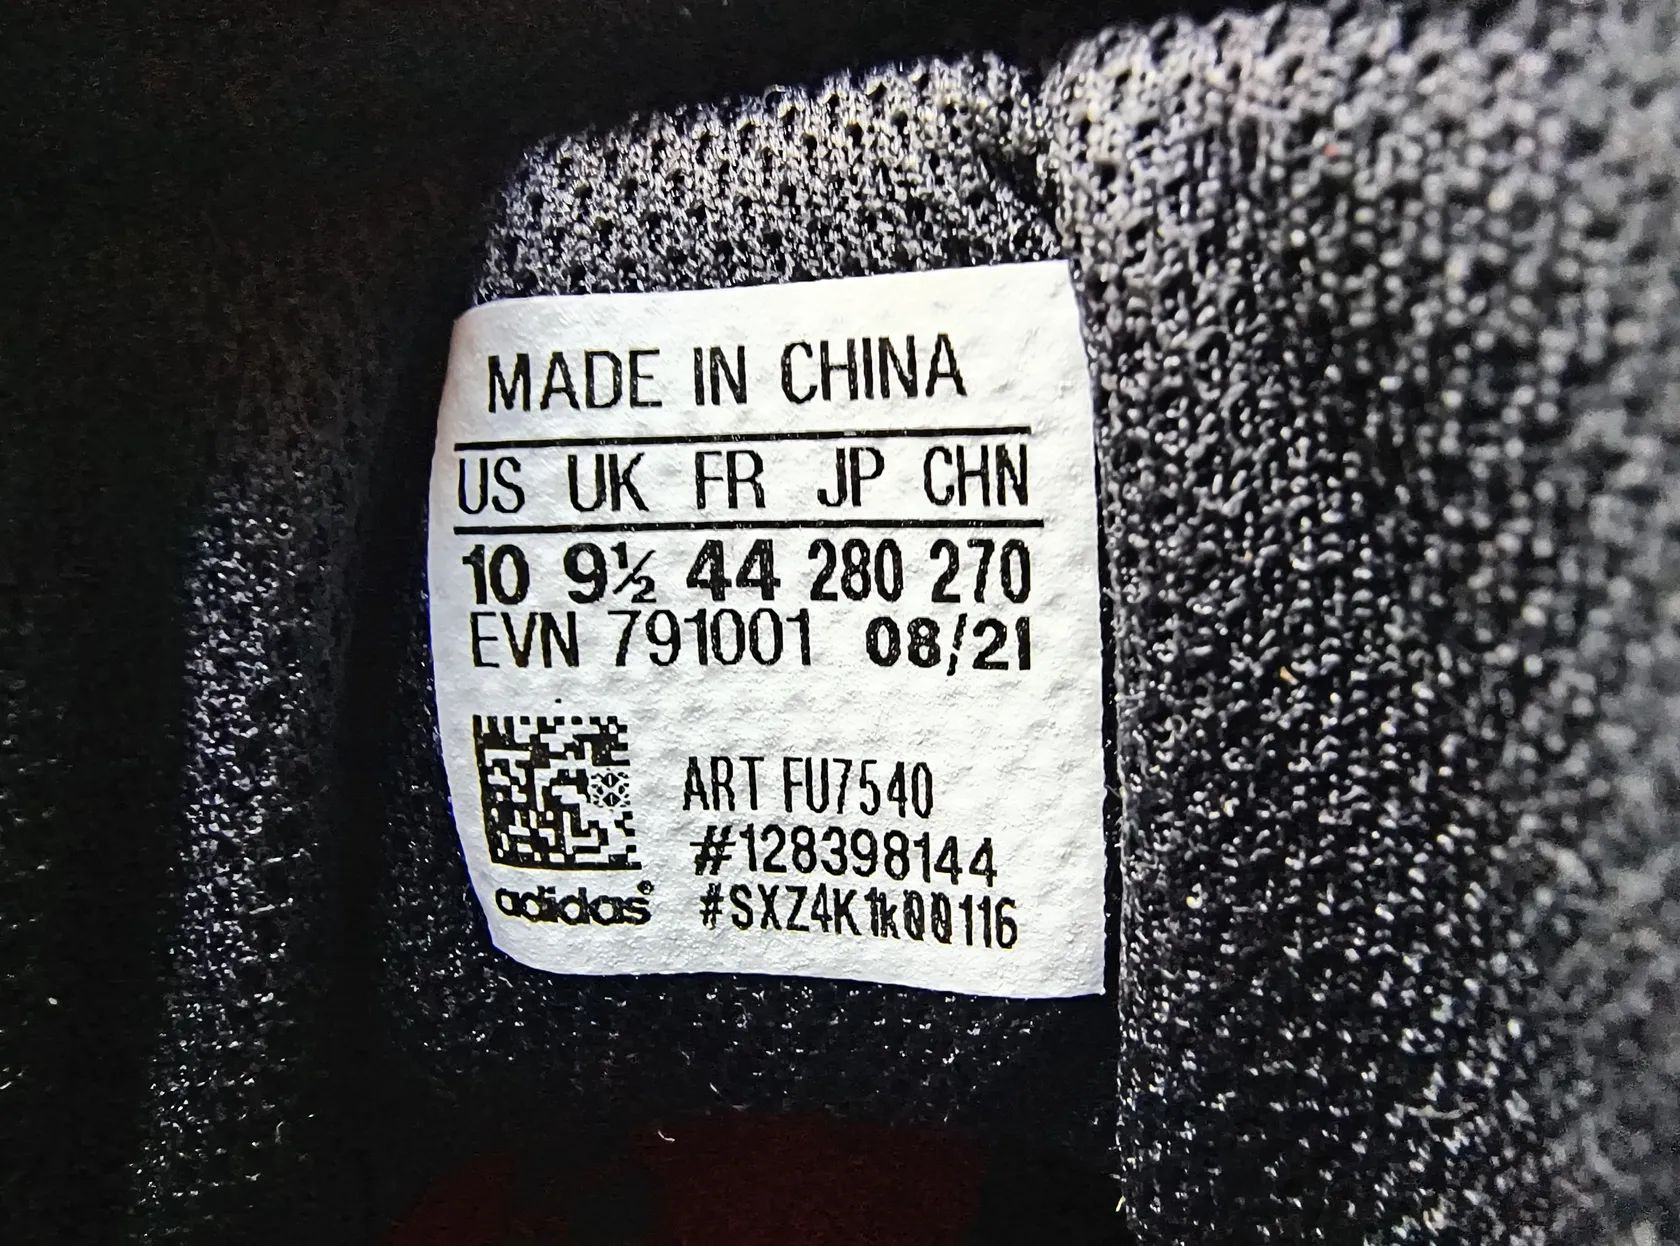 MADE IN CHINA
US UK FR JP CHN
10 9½ 44 280 270
EVN 791001 08/21
ART FU7540
#128398144
adidas®